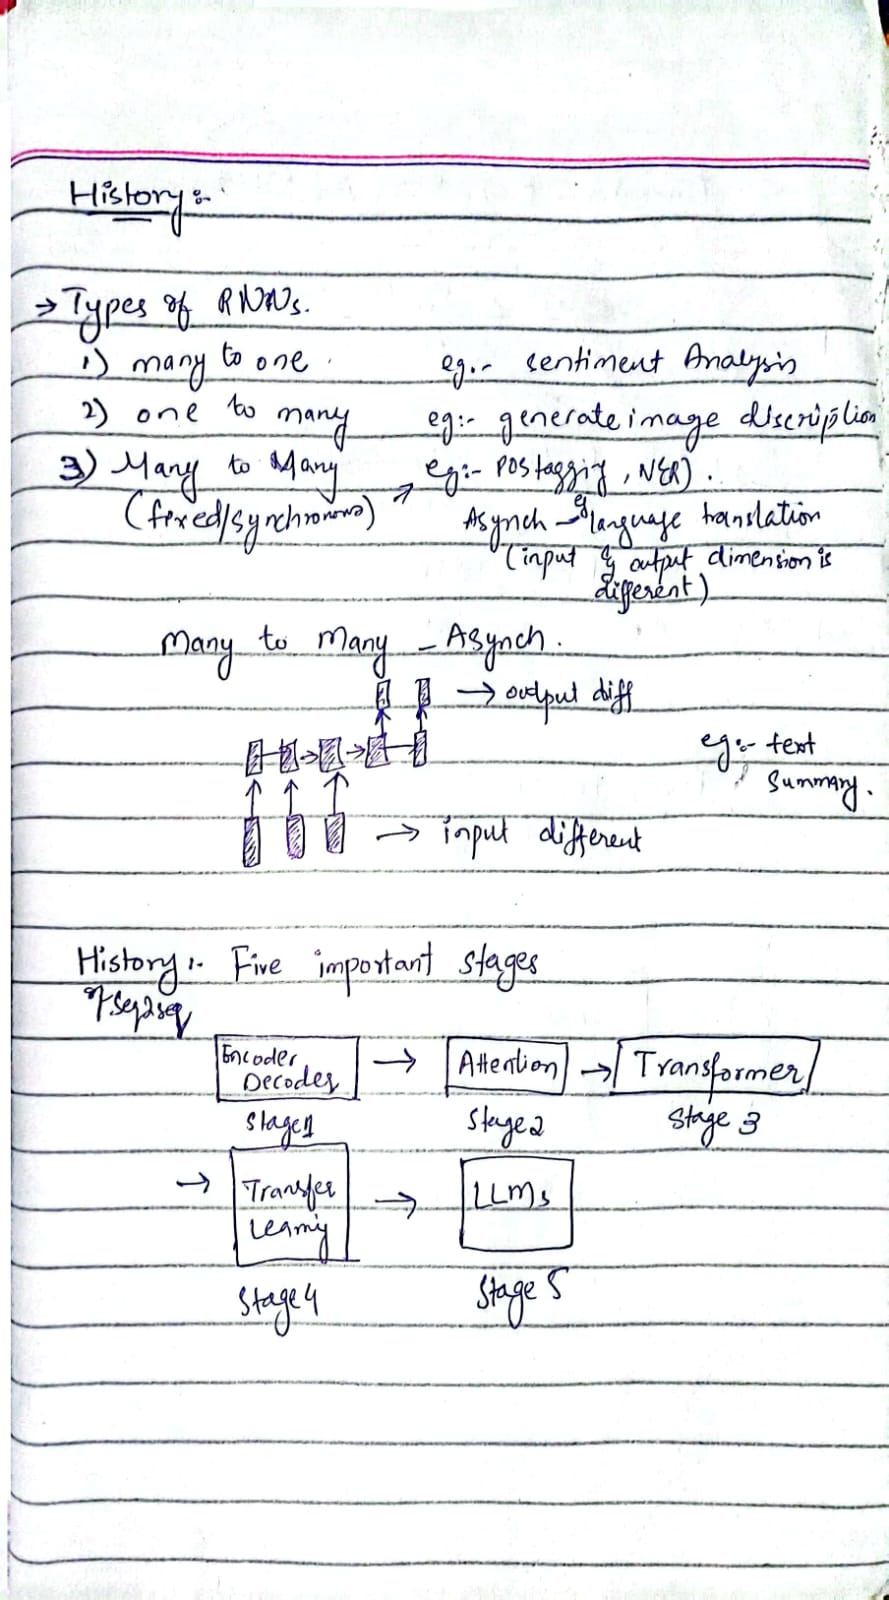 History:-
→ Types of RNNs.
1) many to one eg:- sentiment Analysis
2) one to many eg:- generate image discription
3) Many to Many eg:- POS tagging, NER).
(fixed/synchronous) → Asynch → eg language translation
(input & output dimension is
different)
Many to Many - Asynch.
→ output diff
eg:- text
summary.
→ input different
History :- Five important stages
of seq2seq
Encoder → Attention → Transformer
Decoder
Stage 1 Stage 2 Stage 3
→ Transfer → LLMs
Learning
Stage 4 Stage 5